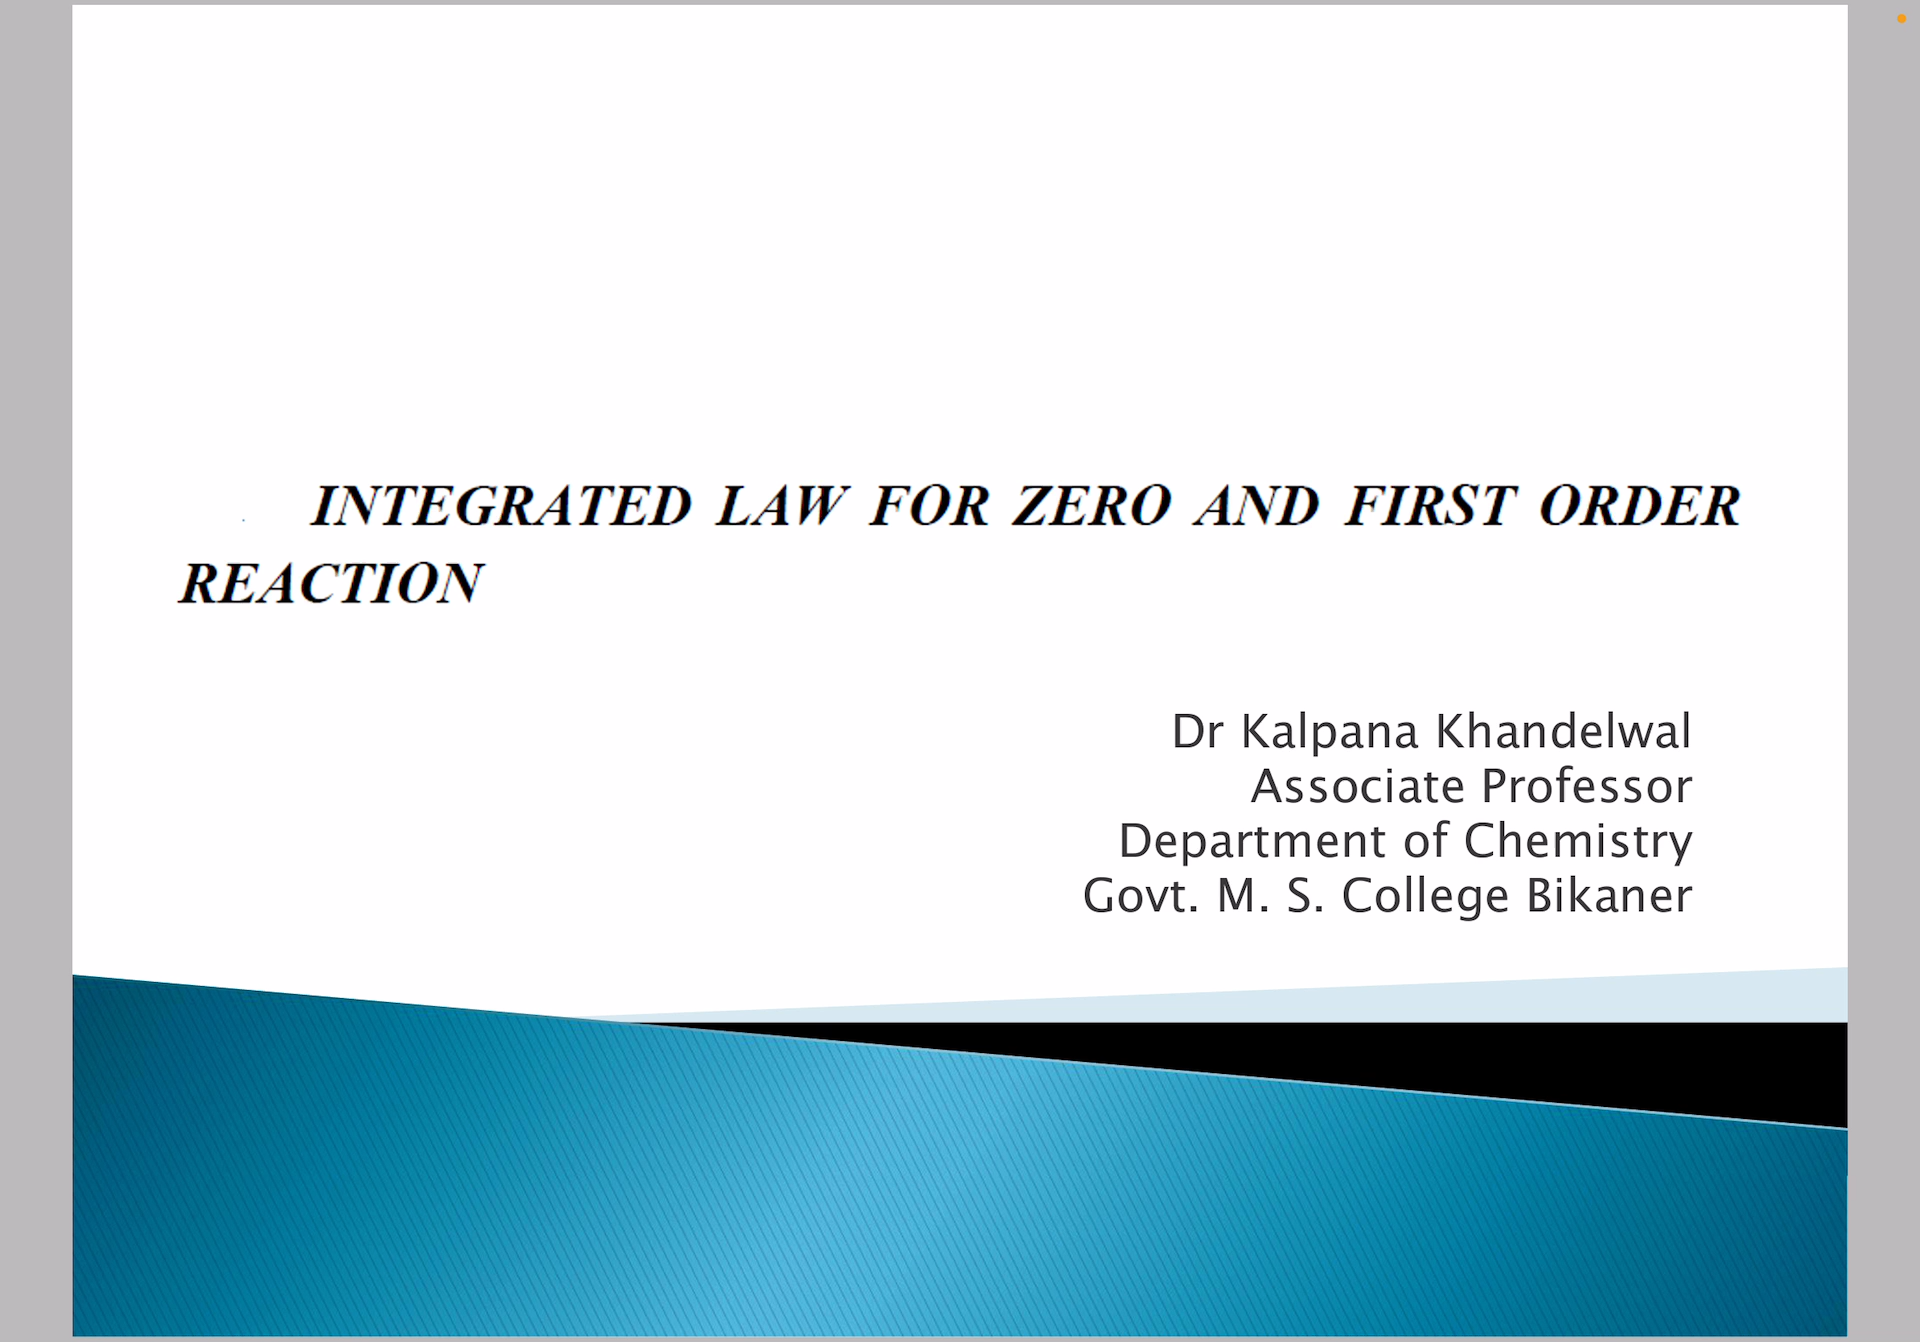 INTEGRATED LAW FOR ZERO AND FIRST ORDER
REACTION
Dr Kalpana Khandelwal
Associate Professor
Department of Chemistry
Govt. M. S. College Bikaner